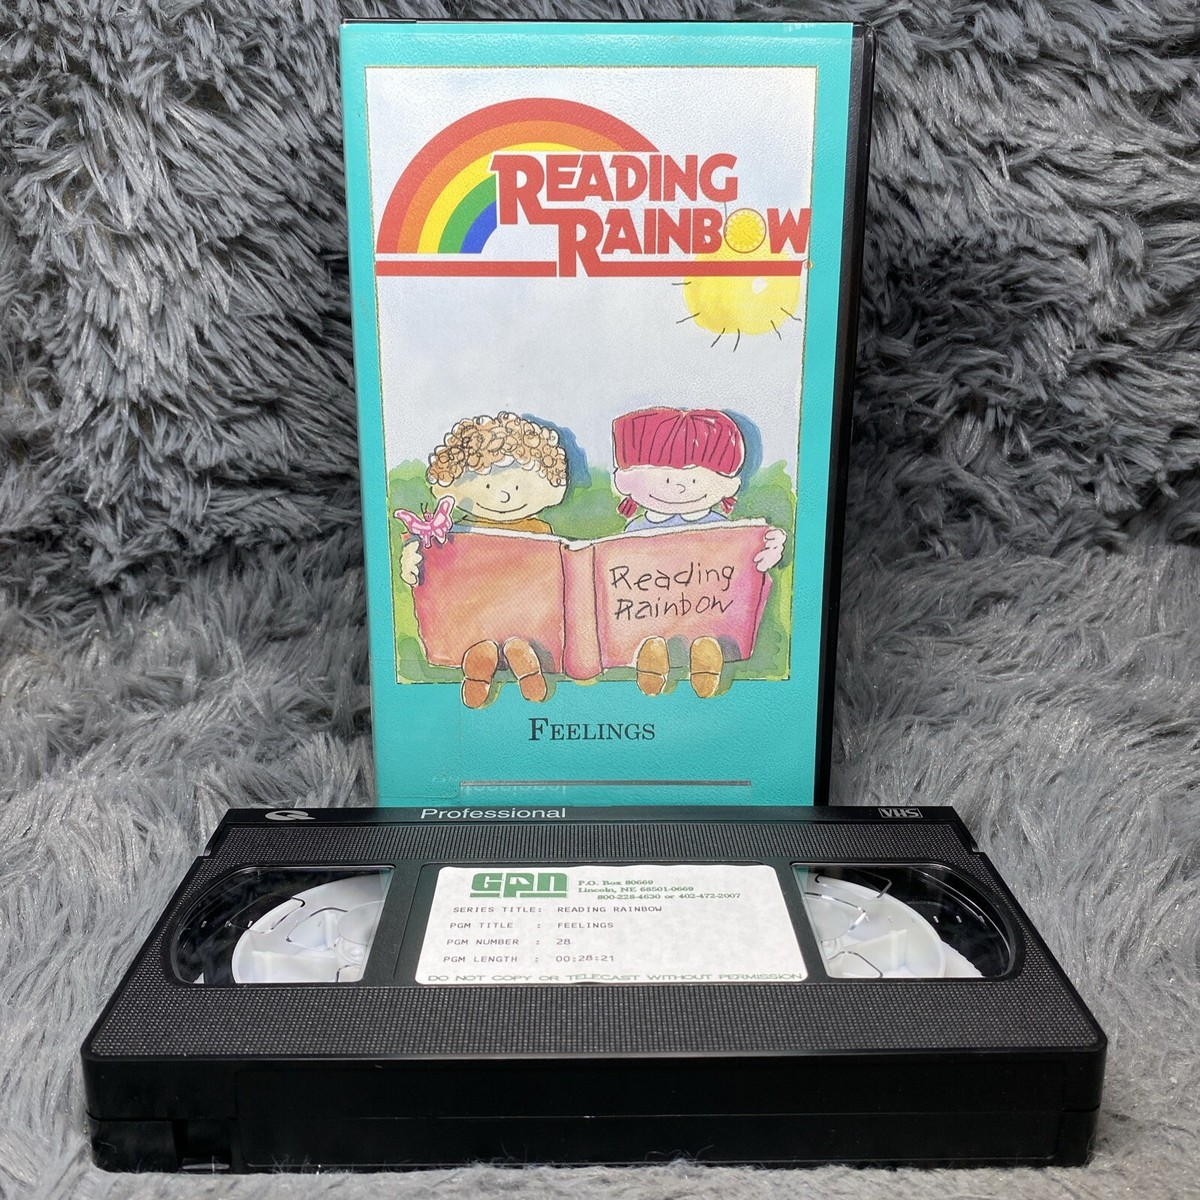 READING
RAINBOW
Reading
Rainbow
FEELINGS
Professional
VHS
GPN
P.O. Box 80669
Lincoln, NE 68501-0669
800-228-4630 or 402-472-2007
SERIES TITLE: READING RAINBOW
PGM TITLE : FEELINGS
PGM NUMBER : 28
PGM LENGTH : 00:28:21
DO NOT COPY OR TELECAST WITHOUT PERMISSION